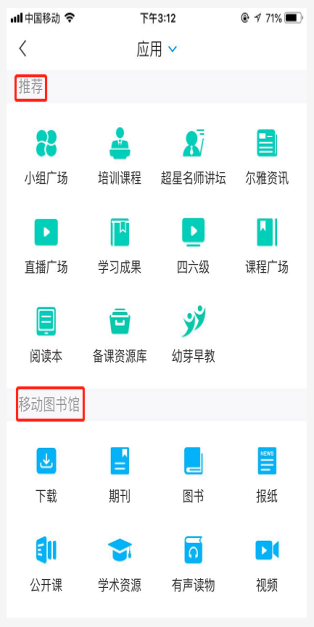 中国移动 下午3:12 71%
应用
推荐
小组广场 培训课程 超星名师讲坛 尔雅资讯
直播广场 学习成果 四六级 课程广场
阅读本 备课资源库 幼芽早教
移动图书馆
NEWS
下载 期刊 图书 报纸
公开课 学术资源 有声读物 视频